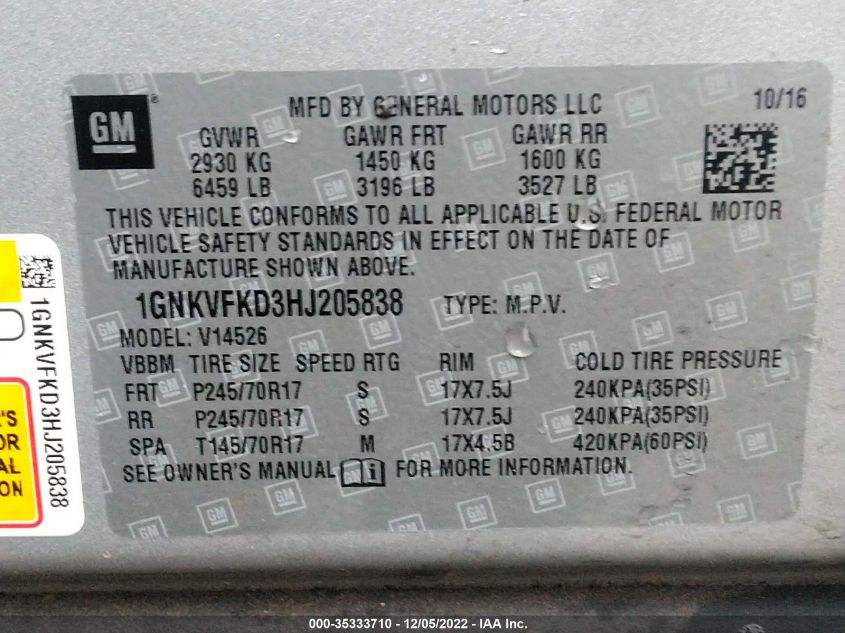 GM
MFD BY GENERAL MOTORS LLC 10/16
GVWR GAWR FRT GAWR RR
2930 KG 1450 KG 1600 KG
6459 LB 3196 LB 3527 LB
THIS VEHICLE CONFORMS TO ALL APPLICABLE U.S. FEDERAL MOTOR
VEHICLE SAFETY STANDARDS IN EFFECT ON THE DATE OF
MANUFACTURE SHOWN ABOVE.
1GNKVFKD3HJ205838 TYPE: M.P.V.
MODEL: V14526
VBBM TIRE SIZE SPEED RTG RIM COLD TIRE PRESSURE
FRT P245/70R17 S 17X7.5J 240KPA(35PSI)
RR P245/70R17 S 17X7.5J 240KPA(35PSI)
SPA T145/70R17 M 17X4.5B 420KPA(60PSI)
SEE OWNER'S MANUAL FOR MORE INFORMATION.
1GNKVFKD3HJ205838
000-35333710 - 12/05/2022 - IAA Inc.